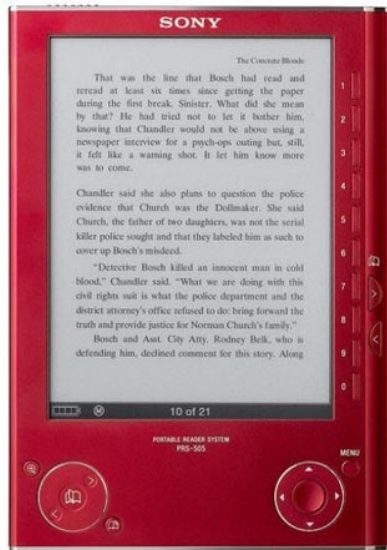 SONY
The Concrete Blonde
That was the line that Bosch had read and
reread at least six times since getting the paper
during the first break. Sinister. What did she mean
by that? He had tried not to let it bother him,
knowing that Chandler would not be above using a
newspaper interview for a psych-ops outing but, still,
it felt like a warning shot. It let him know more
was to come.
Chandler said she also plans to question the police
evidence that Church was the Dollmaker. She said
Church, the father of two daughters, was not the serial
killer police sought and that they labeled him as such to
cover up Bosch's misdeed.
"Detective Bosch killed an innocent man in cold
blood," Chandler said. "What we are doing with this
civil rights suit is what the police department and the
district attorney's office refused to do: bring forward the
truth and provide justice for Norman Church's family."
Bosch and Asst. City Atty. Rodney Belk, who is
defending him, declined comment for this story. Along
10 of 21
1
2
3
4
5
6
7
8
9
0
PORTABLE READER SYSTEM
PRS-505
MENU